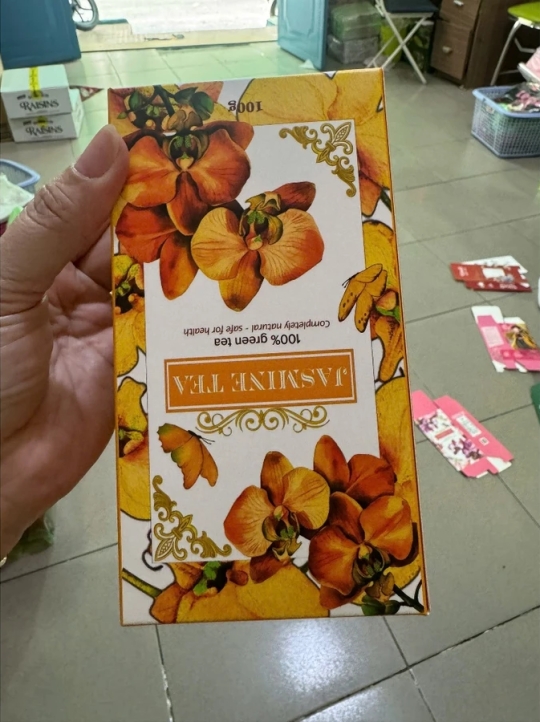 JASMINE TEA
100% green tea
Completely natural - safe for health
100g
RAISINS
RAISINS